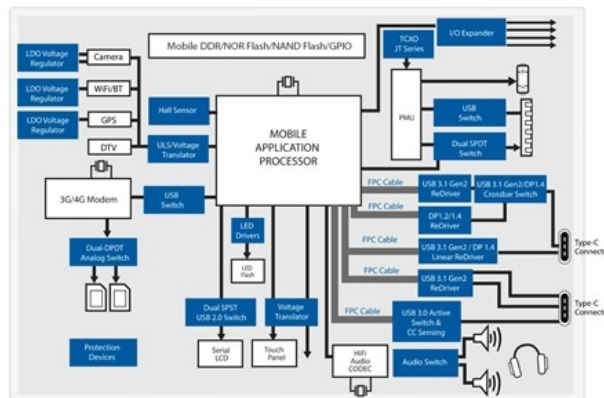 LDO Voltage
Regulator
Camera
LDO Voltage
Regulator
WiFi/BT
LDO Voltage
Regulator
GPS
DTV
Mobile DDR/NOR Flash/NAND Flash/GPIO
Hall Sensor
ULS/Voltage
Translator
MOBILE
APPLICATION
PROCESSOR
TCXO
JT Series
I/O Expander
PMU
USB
Switch
Dual SPDT
Switch
3G/4G Modem
USB
Switch
Dual-DPDT
Analog Switch
LED
Drivers
LED
Flash
FPC Cable
USB 3.1 Gen2
ReDriver
USB 3.1 Gen2/DP1.4
Crossbar Switch
FPC Cable
DP1.2/1.4
ReDriver
FPC Cable
USB 3.1 Gen2 / DP 1.4
Linear ReDriver
Type-C
Connect
FPC Cable
USB 3.1 Gen2
ReDriver
Type-C
Connect
FPC Cable
USB 3.0 Active
Switch &
CC Sensing
Dual SPST
USB 2.0 Switch
Voltage
Translator
Serial
LCD
Touch
Panel
HiFi
Audio
CODEC
Audio Switch
Protection
Devices